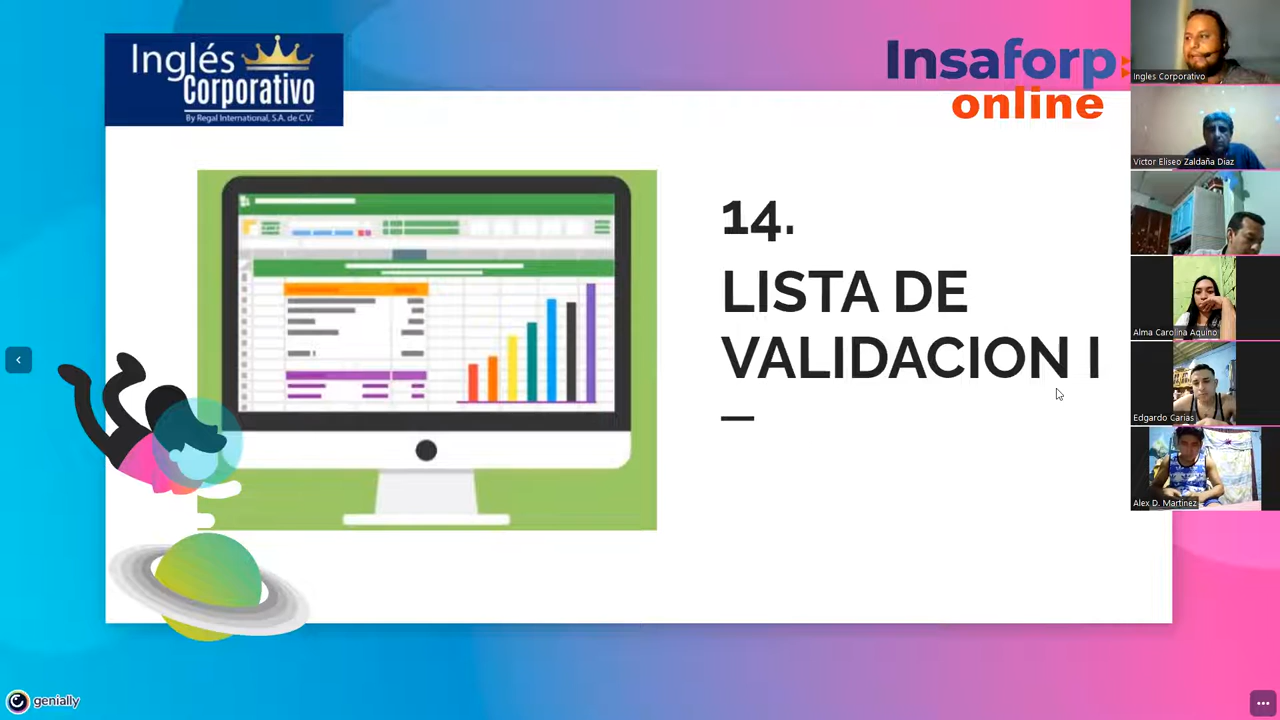 Inglés
Corporativo
By Regal International, S.A. de C.V.
Insaforp
online
14.
LISTA DE
VALIDACION I
Ingles Corporativo
Victor Eliseo Zaldaña Diaz
Alma Carolina Aquino
Edgardo Carias
Alex D. Martinez
genially